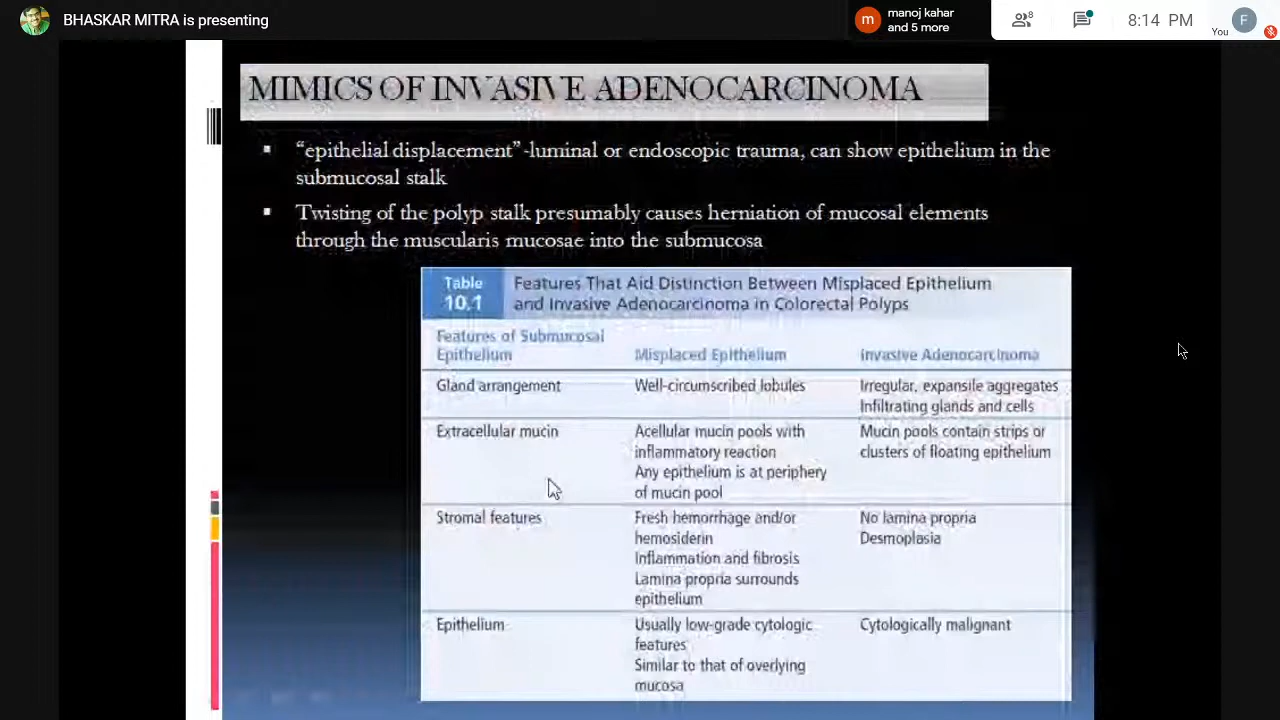 BHASKAR MITRA is presenting
m
manoj kahar
and 5 more
8
8:14 PM
You
F
MIMICS OF INVASIVE ADENOCARCINOMA
▪ “epithelial displacement” -luminal or endoscopic trauma, can show epithelium in the
submucosal stalk
▪ Twisting of the polyp stalk presumably causes herniation of mucosal elements
through the muscularis mucosae into the submucosa
Table
10.1
Features That Aid Distinction Between Misplaced Epithelium
and Invasive Adenocarcinoma in Colorectal Polyps
Features of Submucosal
Epithelium
Misplaced Epithelium
Invasive Adenocarcinoma
Gland arrangement
Well-circumscribed lobules
Irregular, expansile aggregates
Infiltrating glands and cells
Extracellular mucin
Acellular mucin pools with
inflammatory reaction
Any epithelium is at periphery
of mucin pool
Mucin pools contain strips or
clusters of floating epithelium
Stromal features
Fresh hemorrhage and/or
hemosiderin
Inflammation and fibrosis
Lamina propria surrounds
epithelium
No lamina propria
Desmoplasia
Epithelium
Usually low-grade cytologic
features
Similar to that of overlying
mucosa
Cytologically malignant